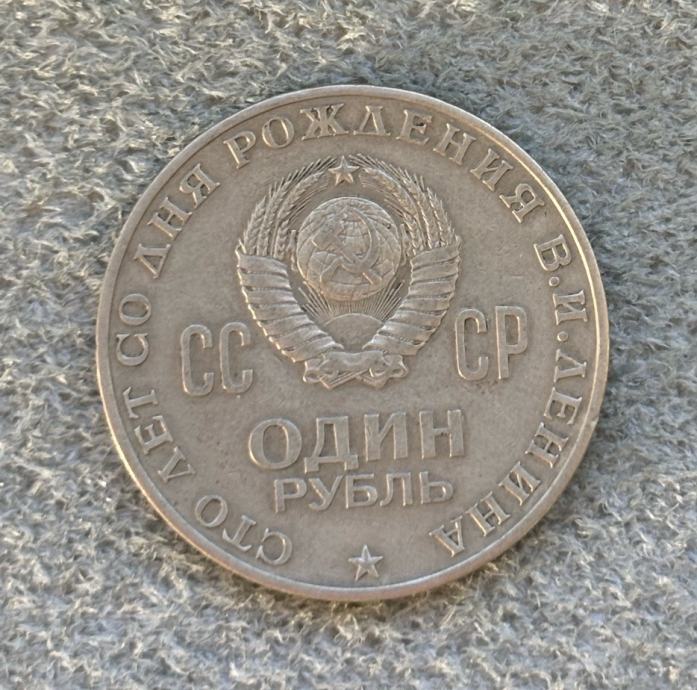 СТО ЛЕТ СО ДНЯ РОЖДЕНИЯ В.И.ЛЕНИНА
СС СР
ОДИН
РУБЛЬ